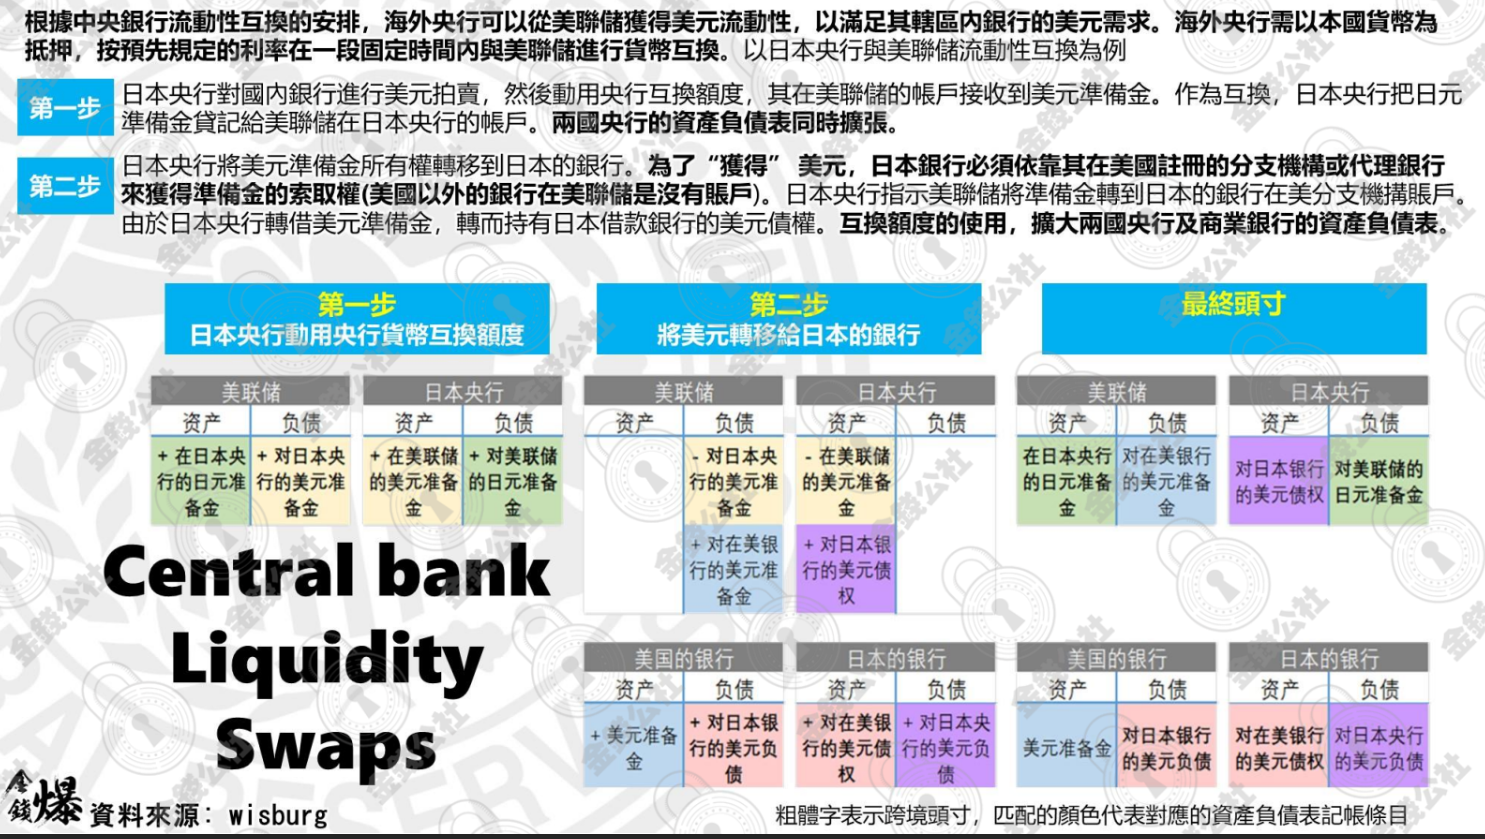 根據中央銀行流動性互換的安排，海外央行可以從美聯儲獲得美元流動性，以滿足其轄區內銀行的美元需求。海外央行需以本國貨幣為
抵押，按預先規定的利率在一段固定時間內與美聯儲進行貨幣互換。以日本央行與美聯儲流動性互換為例
第一步
日本央行對國內銀行進行美元拍賣，然後動用央行互換額度，其在美聯儲的帳戶接收到美元準備金。作為互換，日本央行把日元
準備金貸記給美聯儲在日本央行的帳戶。兩國央行的資產負債表同時擴張。
第二步
日本央行將美元準備金所有權轉移到日本的銀行。為了“獲得” 美元，日本銀行必須依靠其在美國註冊的分支機構或代理銀行
來獲得準備金的索取權(美國以外的銀行在美聯儲是沒有賬戶)。日本央行指示美聯儲將準備金轉到日本的銀行在美分支機搆賬戶。
由於日本央行轉借美元準備金，轉而持有日本借款銀行的美元債權。互換額度的使用，擴大兩國央行及商業銀行的資產負債表。
第一步
日本央行動用央行貨幣互換額度
美联储
日本央行
资产
负债
资产
负债
+ 在日本央
行的日元准
备金
+ 对日本央
行的美元准
备金
+ 在美联储
的美元准备
金
+ 对美联储
的日元准备
金
第二步
將美元轉移給日本的銀行
美联储
日本央行
资产
负债
资产
负债
- 对日本央
行的美元准
备金
- 在美联储
的美元准备
金
+ 对在美银
行的美元准
备金
+ 对日本银
行的美元债
权
美国的银行
日本的银行
资产
负债
资产
负债
+ 美元准备
金
+ 对日本银
行的美元负
债
+ 对在美银
行的美元债
权
+ 对日本央
行的美元负
债
最終頭寸
美联储
日本央行
资产
负债
资产
负债
在日本央行
的日元准备
金
对在美银行
的美元准备
金
对日本银行
的美元债权
对美联储的
日元准备金
美国的银行
日本的银行
资产
负债
资产
负债
美元准备金
对日本银行
的美元负债
对在美银行
的美元债权
对日本央行
的美元负债
Central bank
Liquidity
Swaps
金錢爆
資料來源：wisburg
粗體字表示跨境頭寸，匹配的顏色代表對應的資產負債表記帳條目
金錢公社